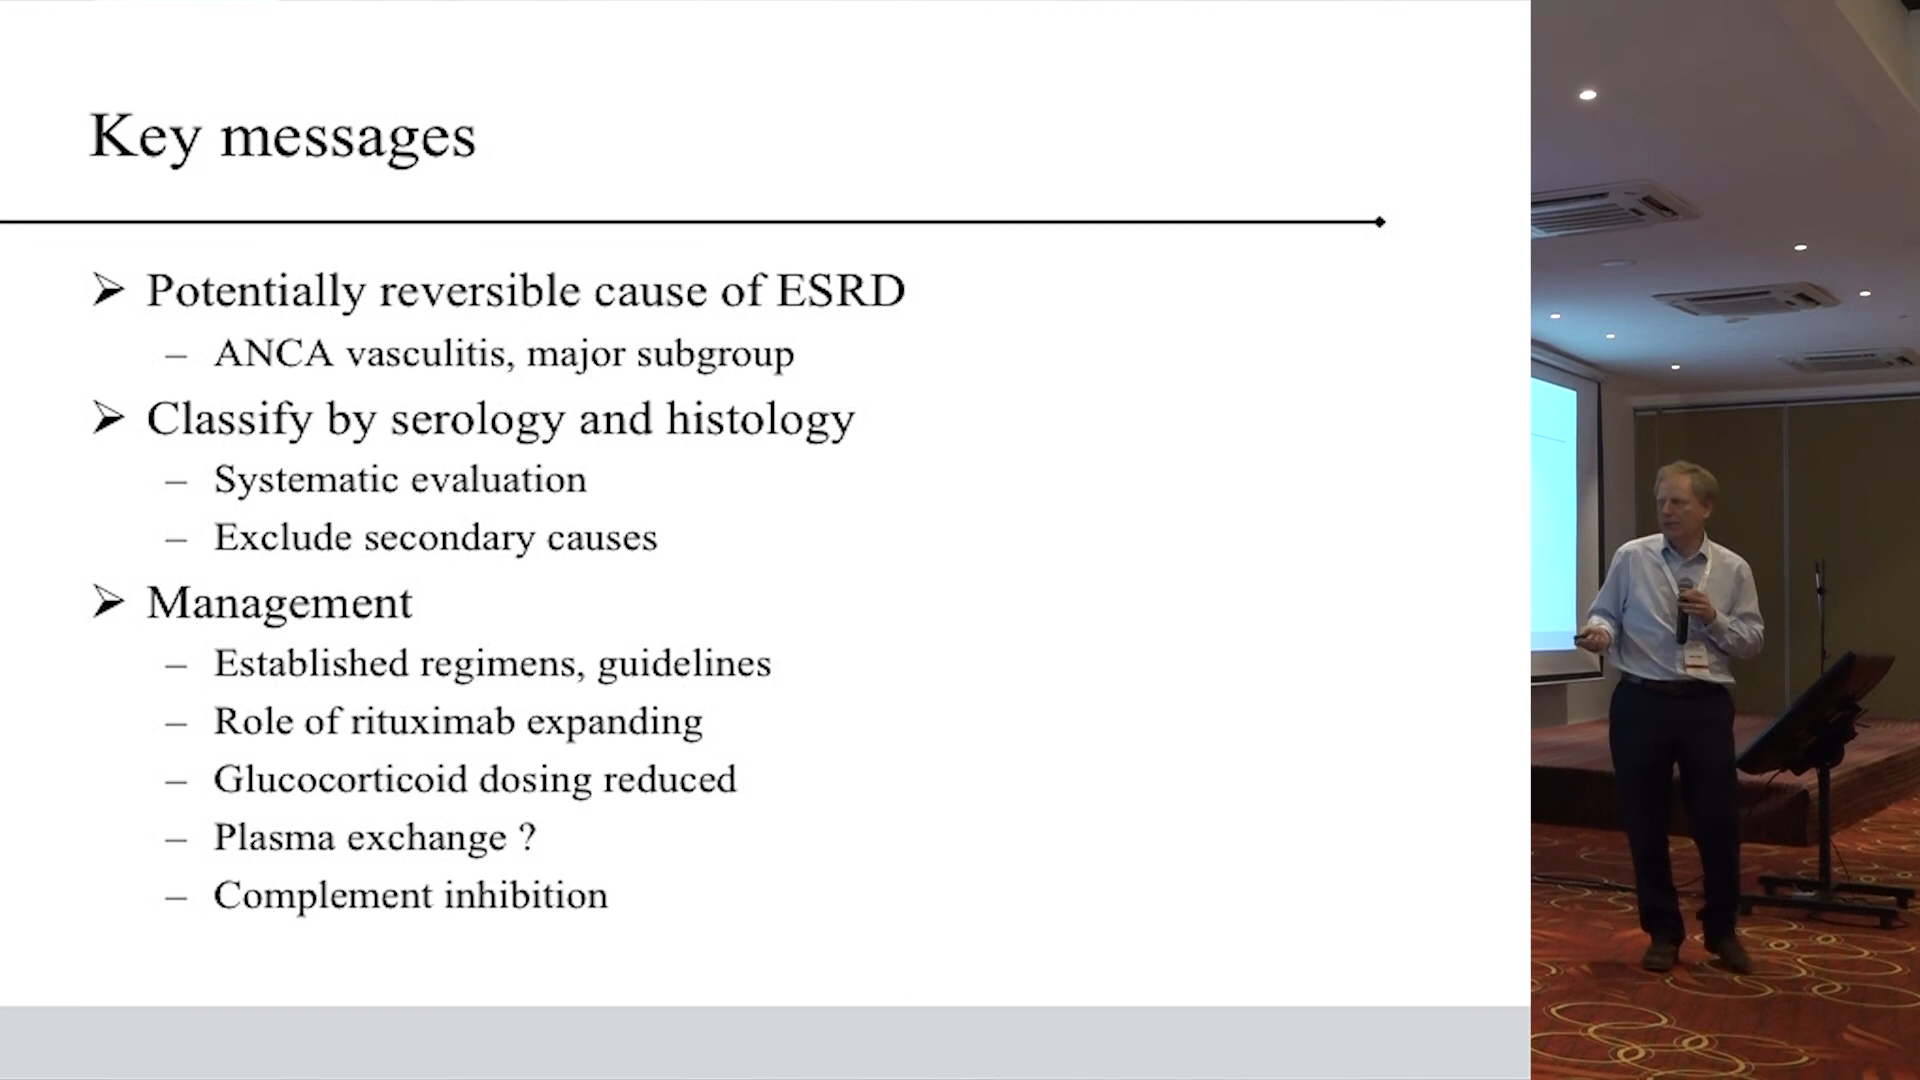 Key messages
➢ Potentially reversible cause of ESRD
– ANCA vasculitis, major subgroup
➢ Classify by serology and histology
– Systematic evaluation
– Exclude secondary causes
➢ Management
– Established regimens, guidelines
– Role of rituximab expanding
– Glucocorticoid dosing reduced
– Plasma exchange ?
– Complement inhibition